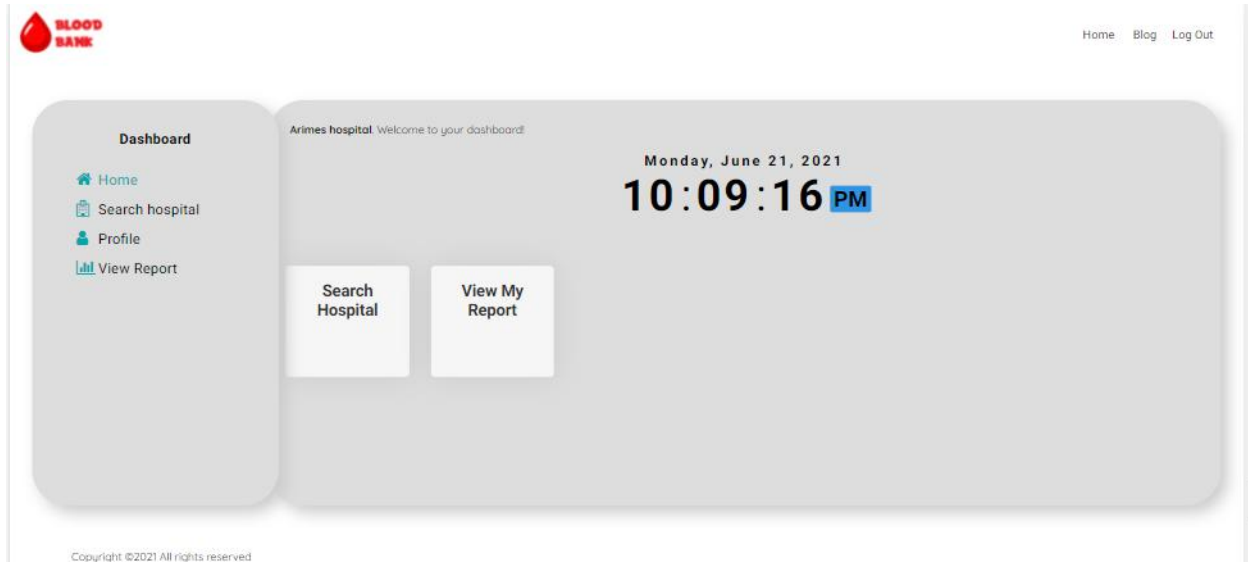 BLOOD
BANK
Home Blog Log Out
Dashboard
Home
Search hospital
Profile
View Report
Arimes hospital. Welcome to your dashboard!
Monday, June 21, 2021
10:09:16 PM
Search
Hospital
View My
Report
Copyright ©2021 All rights reserved